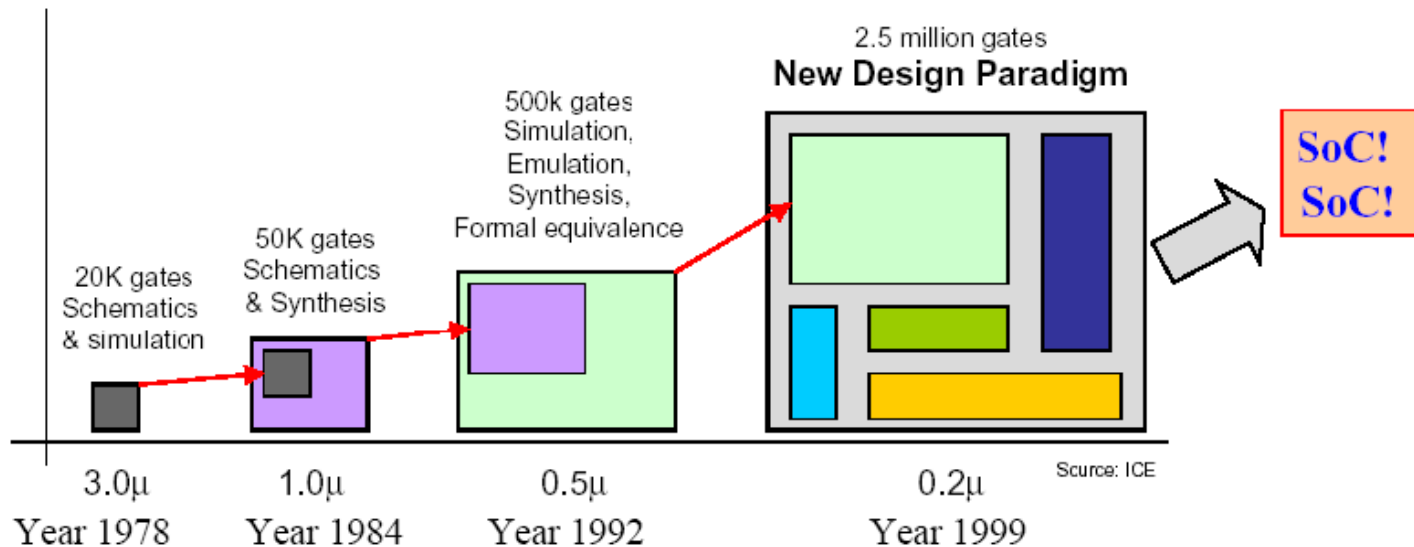 2.5 million gates
New Design Paradigm
500k gates
Simulation,
Emulation,
Synthesis,
Formal equivalence
SoC!
SoC!
50K gates
Schematics
& Synthesis
20K gates
Schematics
& simulation
Source: ICE
3.0μ
1.0μ
0.5μ
0.2μ
Year 1978
Year 1984
Year 1992
Year 1999